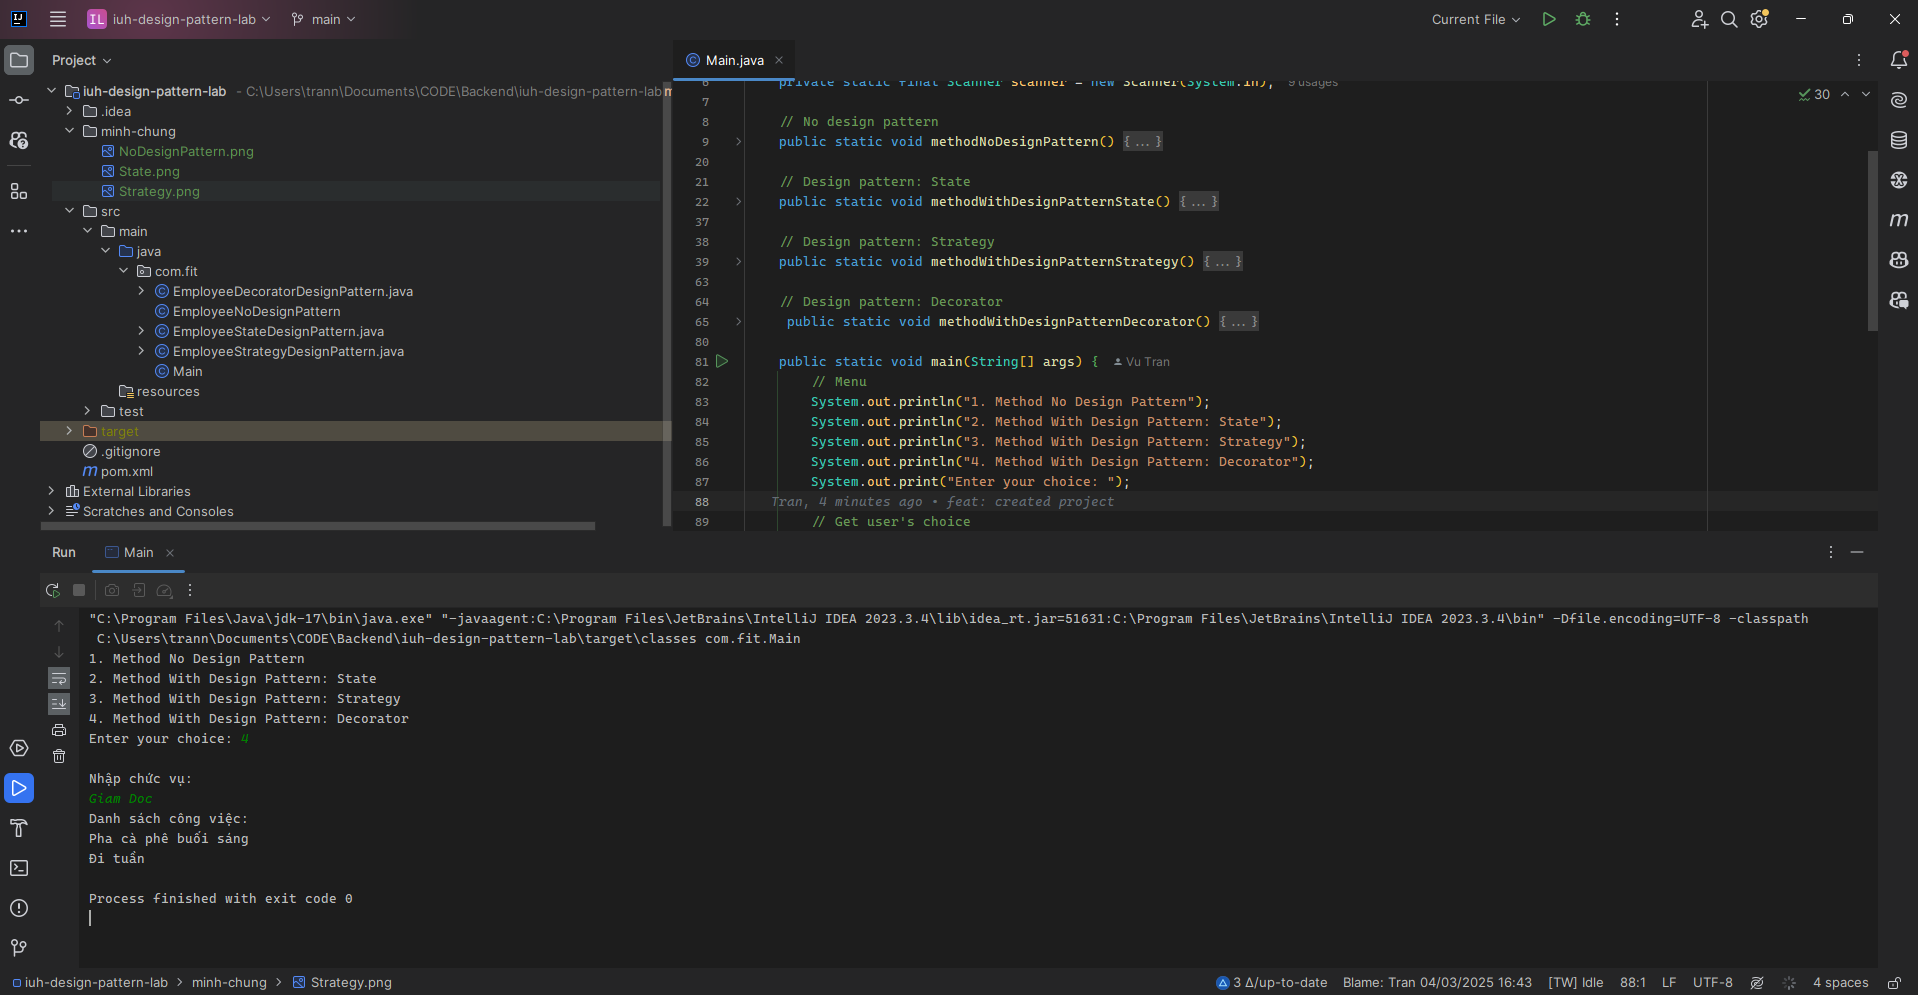 IL iuh-design-pattern-lab main Current File
Project
Main.java
iuh-design-pattern-lab - C:\Users\trann\Documents\CODE\Backend\iuh-design-pattern-lab
.idea
minh-chung
NoDesignPattern.png
State.png
Strategy.png
src
main
java
com.fit
EmployeeDecoratorDesignPattern.java
EmployeeNoDesignPattern
EmployeeStateDesignPattern.java
EmployeeStrategyDesignPattern.java
Main
resources
test
target
.gitignore
pom.xml
External Libraries
Scratches and Consoles
30
6 private static final Scanner scanner = new Scanner(System.in); 9 usages
7
8 // No design pattern
9 public static void methodNoDesignPattern() {...}
20
21 // Design pattern: State
22 public static void methodWithDesignPatternState() {...}
37
38 // Design pattern: Strategy
39 public static void methodWithDesignPatternStrategy() {...}
63
64 // Design pattern: Decorator
65 public static void methodWithDesignPatternDecorator() {...}
80
81 public static void main(String[] args) { Vu Tran
82 // Menu
83 System.out.println("1. Method No Design Pattern");
84 System.out.println("2. Method With Design Pattern: State");
85 System.out.println("3. Method With Design Pattern: Strategy");
86 System.out.println("4. Method With Design Pattern: Decorator");
87 System.out.print("Enter your choice: ");
88 Tran, 4 minutes ago • feat: created project
89 // Get user's choice
Run Main
"C:\Program Files\Java\jdk-17\bin\java.exe" "-javaagent:C:\Program Files\JetBrains\IntelliJ IDEA 2023.3.4\lib\idea_rt.jar=51631:C:\Program Files\JetBrains\IntelliJ IDEA 2023.3.4\bin" -Dfile.encoding=UTF-8 -classpath
C:\Users\trann\Documents\CODE\Backend\iuh-design-pattern-lab\target\classes com.fit.Main
1. Method No Design Pattern
2. Method With Design Pattern: State
3. Method With Design Pattern: Strategy
4. Method With Design Pattern: Decorator
Enter your choice: 4
Nhập chức vụ:
Giam Doc
Danh sách công việc:
Pha cà phê buổi sáng
Đi tuần
Process finished with exit code 0
iuh-design-pattern-lab > minh-chung > Strategy.png
3 Δ/up-to-date Blame: Tran 04/03/2025 16:43 [TW] Idle 88:1 LF UTF-8 4 spaces